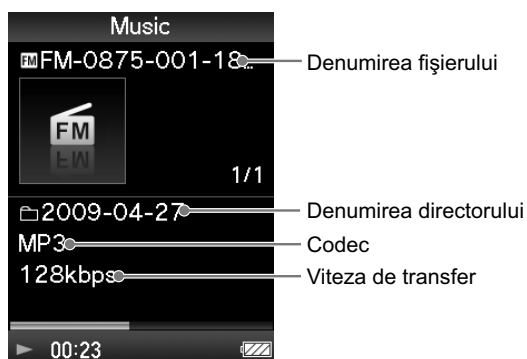 Music
FM FM-0875-001-18...
Denumirea fişierului
FM
1/1
2009-04-27
Denumirea directorului
MP3
Codec
128kbps
Viteza de transfer
00:23